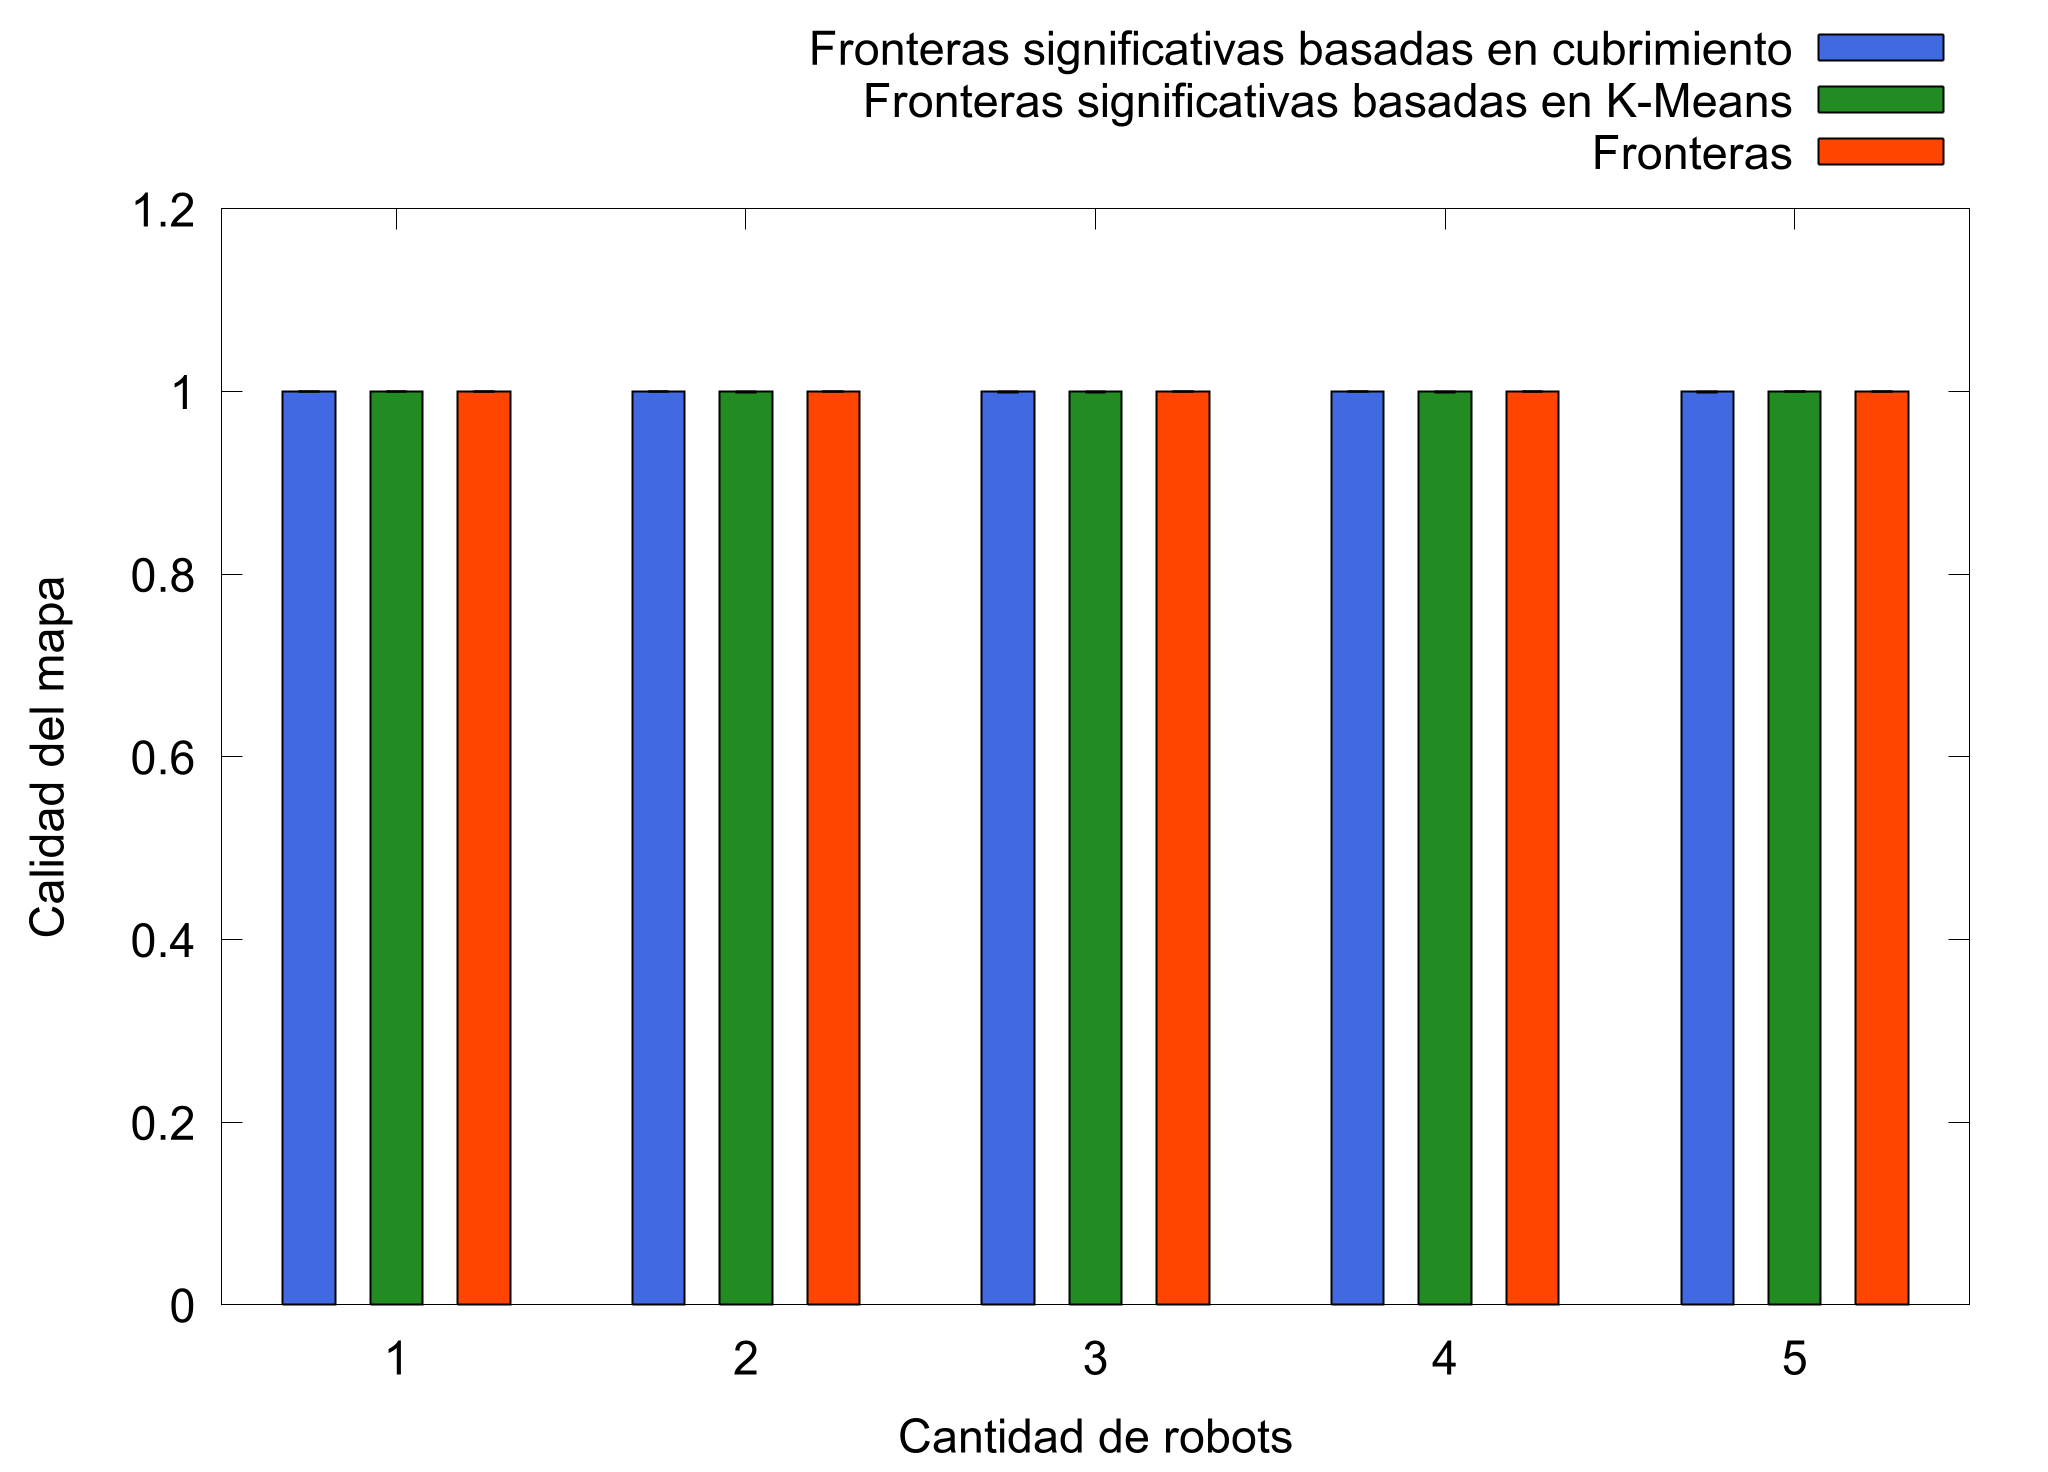 Fronteras significativas basadas en cubrimiento
Fronteras significativas basadas en K-Means
Fronteras
1.2
1
0.8
0.6
0.4
0.2
0
Calidad del mapa
1 2 3 4 5
Cantidad de robots